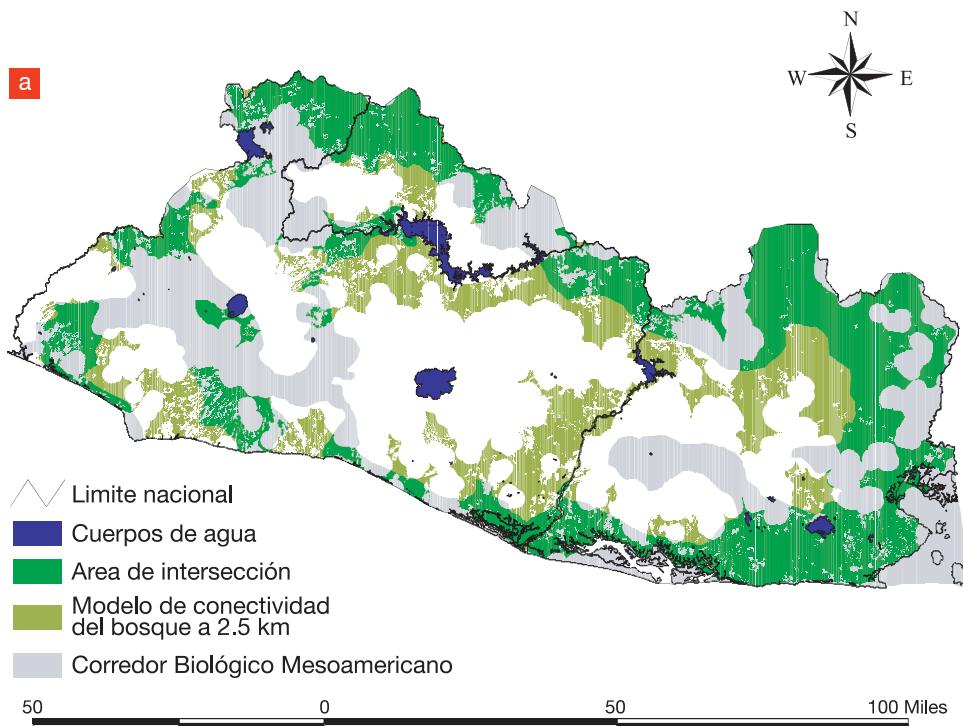 a
N
W E
S
Limite nacional
Cuerpos de agua
Area de intersección
Modelo de conectividad
del bosque a 2.5 km
Corredor Biológico Mesoamericano
50 0 50 100 Miles